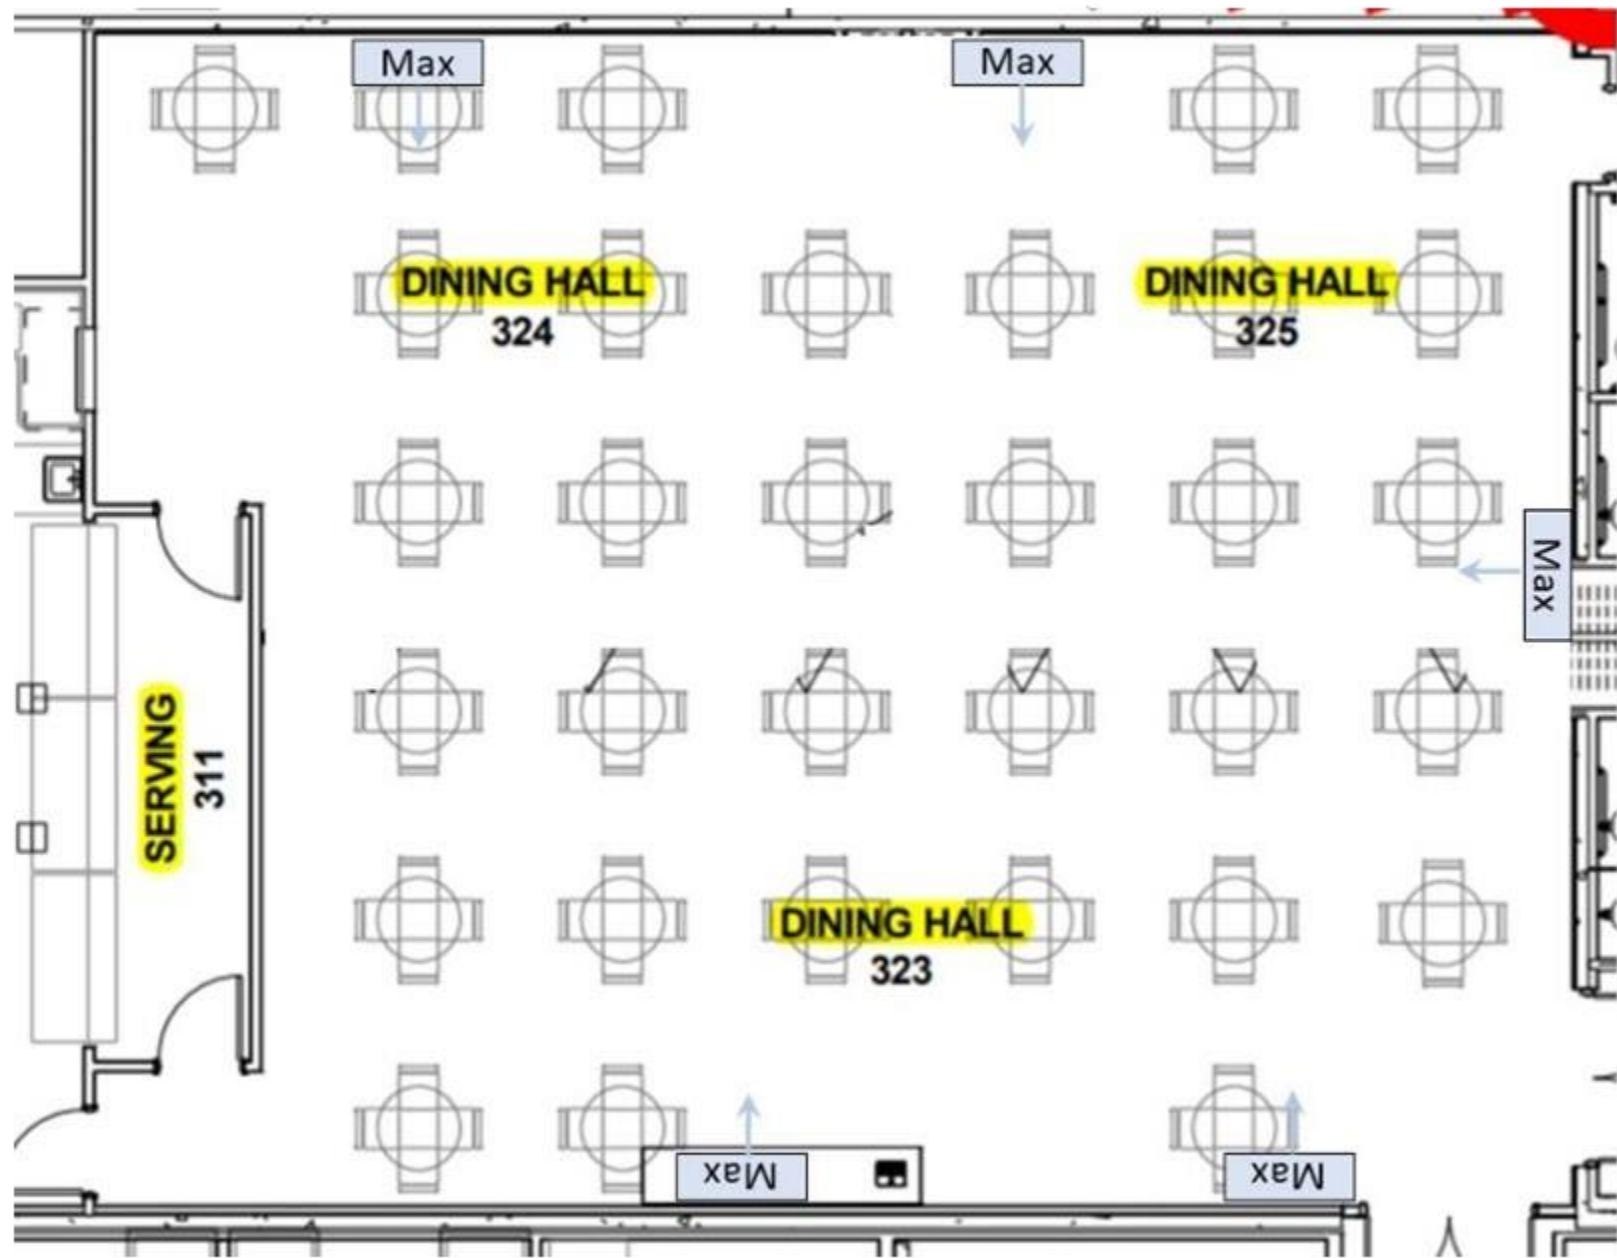 Max
Max
DINING HALL
324
DINING HALL
325
Max
SERVING
311
DINING HALL
323
Max
Max